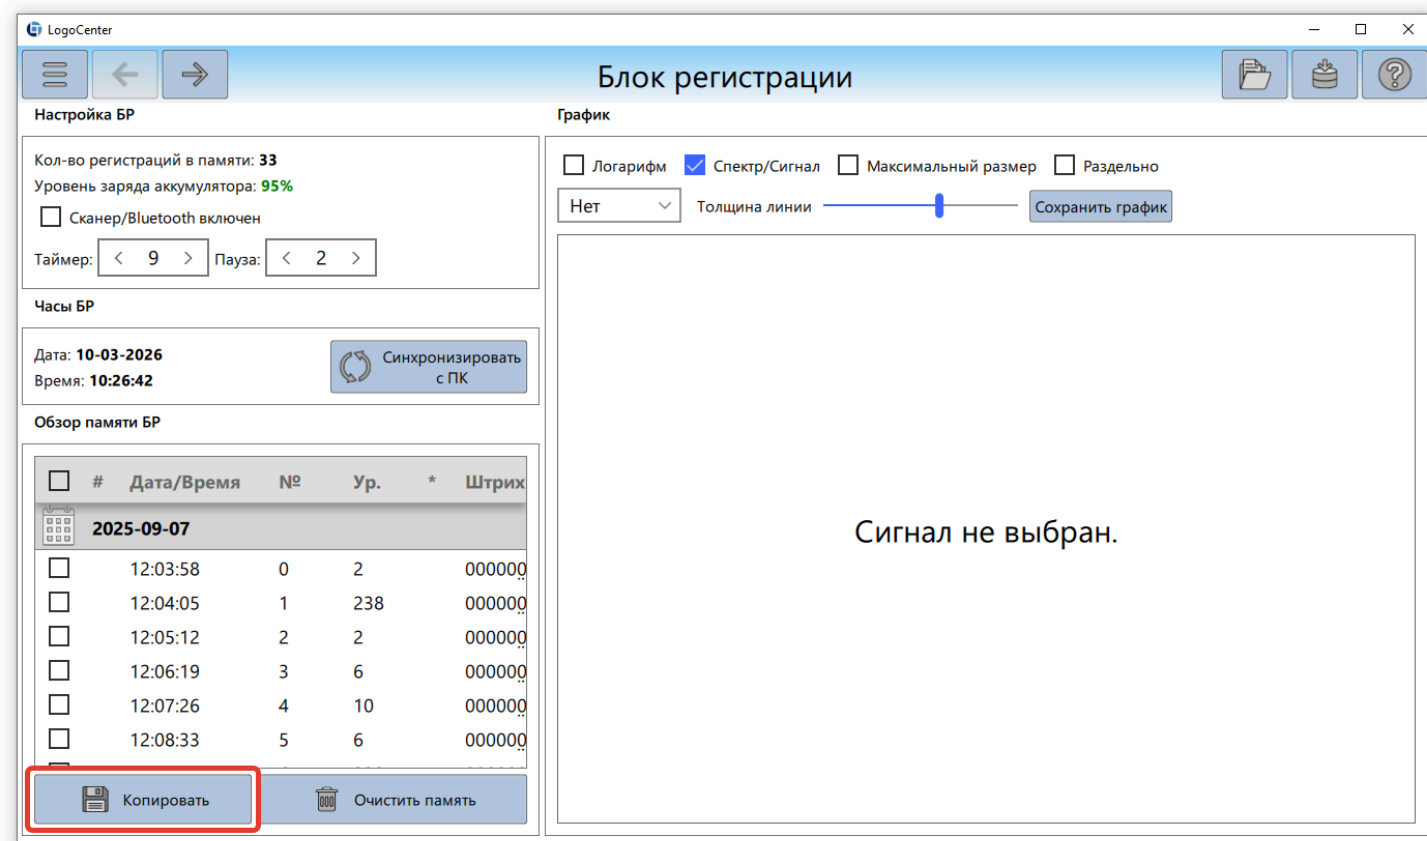 LogoCenter
Блок регистрации
Настройка БР
Кол-во регистраций в памяти: 33
Уровень заряда аккумулятора: 95%
Сканер/Bluetooth включен
Таймер: < 9 > Пауза: < 2 >
Часы БР
Дата: 10-03-2026
Время: 10:26:42
Синхронизировать
с ПК
Обзор памяти БР
# Дата/Время № Ур. * Штрих
2025-09-07
12:03:58 0 2 000000
12:04:05 1 238 000000
12:05:12 2 2 000000
12:06:19 3 6 000000
12:07:26 4 10 000000
12:08:33 5 6 000000
Копировать
Очистить память
График
Логарифм Спектр/Сигнал Максимальный размер Раздельно
Нет Толщина линии Сохранить график
Сигнал не выбран.